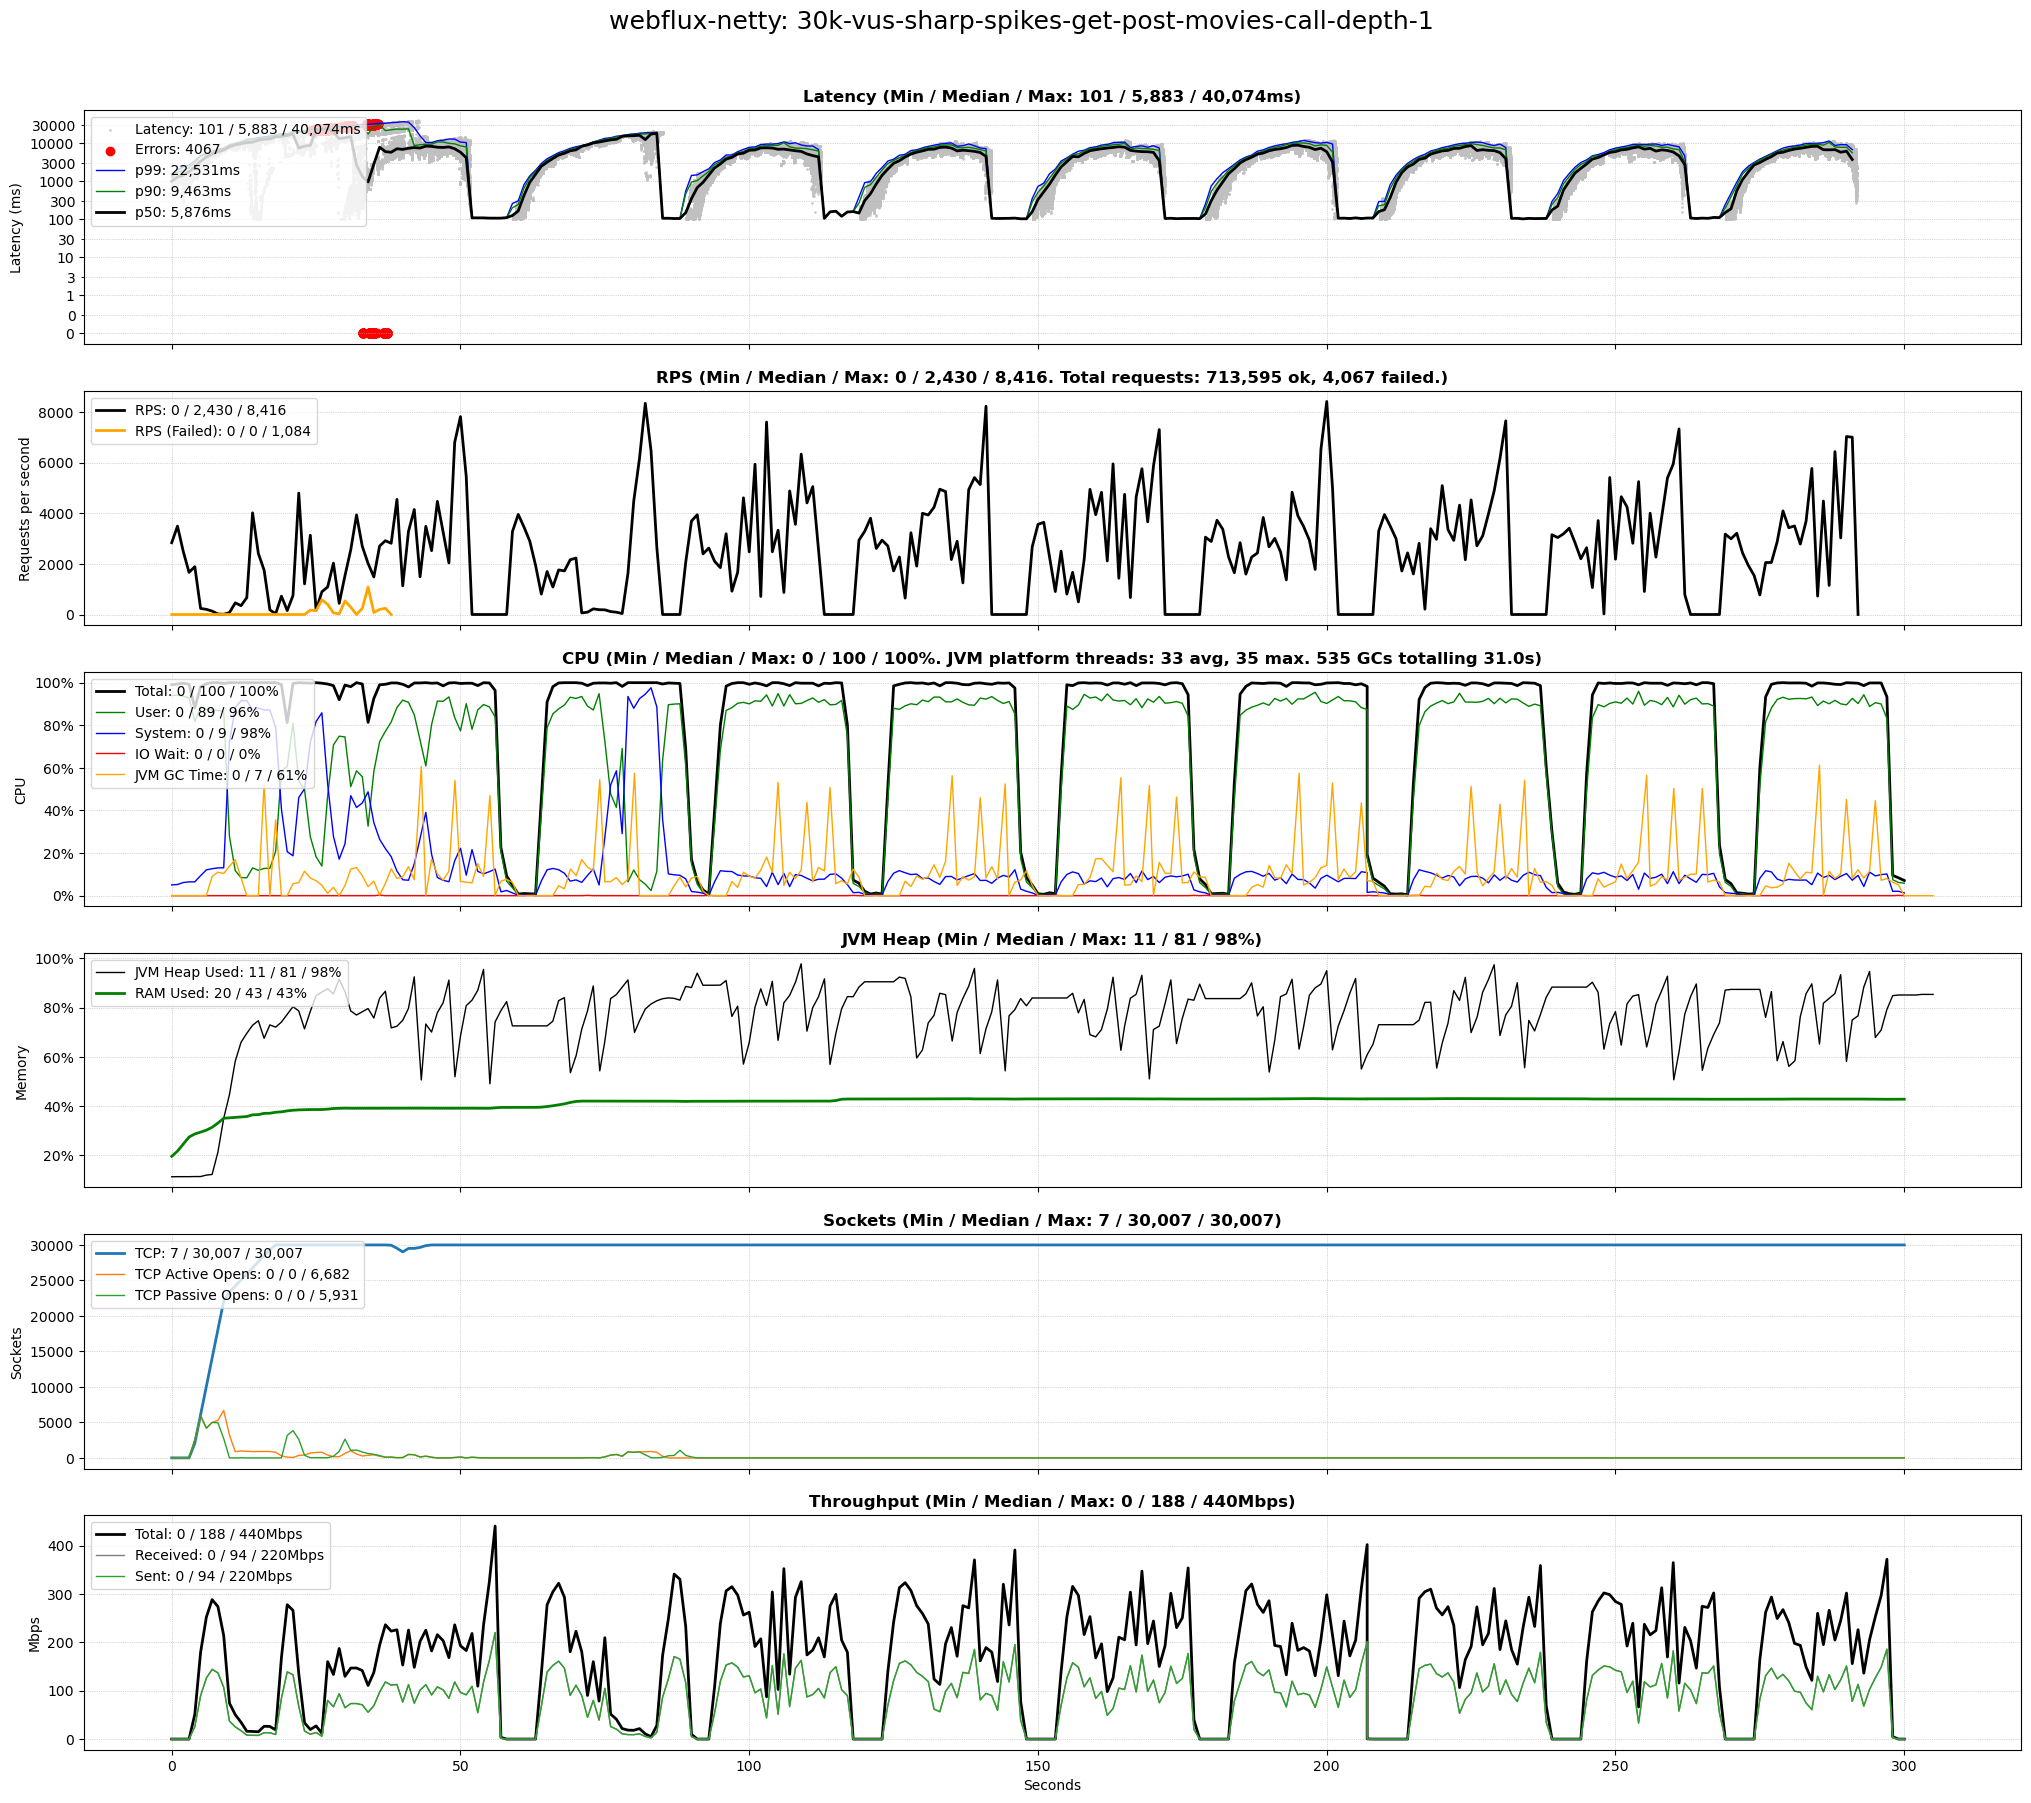 webflux-netty: 30k-vus-sharp-spikes-get-post-movies-call-depth-1
Latency (Min / Median / Max: 101 / 5,883 / 40,074ms)
Latency (ms)
30000
10000
3000
1000
300
100
30
10
3
1
0
0
Latency: 101 / 5,883 / 40,074ms
Errors: 4067
p99: 22,531ms
p90: 9,463ms
p50: 5,876ms
RPS (Min / Median / Max: 0 / 2,430 / 8,416. Total requests: 713,595 ok, 4,067 failed.)
Requests per second
8000
6000
4000
2000
0
RPS: 0 / 2,430 / 8,416
RPS (Failed): 0 / 0 / 1,084
CPU (Min / Median / Max: 0 / 100 / 100%. JVM platform threads: 33 avg, 35 max. 535 GCs totalling 31.0s)
CPU
100%
80%
60%
40%
20%
0%
Total: 0 / 100 / 100%
User: 0 / 89 / 96%
System: 0 / 9 / 98%
IO Wait: 0 / 0 / 0%
JVM GC Time: 0 / 7 / 61%
JVM Heap (Min / Median / Max: 11 / 81 / 98%)
Memory
100%
80%
60%
40%
20%
JVM Heap Used: 11 / 81 / 98%
RAM Used: 20 / 43 / 43%
Sockets (Min / Median / Max: 7 / 30,007 / 30,007)
Sockets
30000
25000
20000
15000
10000
5000
0
TCP: 7 / 30,007 / 30,007
TCP Active Opens: 0 / 0 / 6,682
TCP Passive Opens: 0 / 0 / 5,931
Throughput (Min / Median / Max: 0 / 188 / 440Mbps)
Mbps
400
300
200
100
0
Total: 0 / 188 / 440Mbps
Received: 0 / 94 / 220Mbps
Sent: 0 / 94 / 220Mbps
0 50 100 150 200 250 300
Seconds